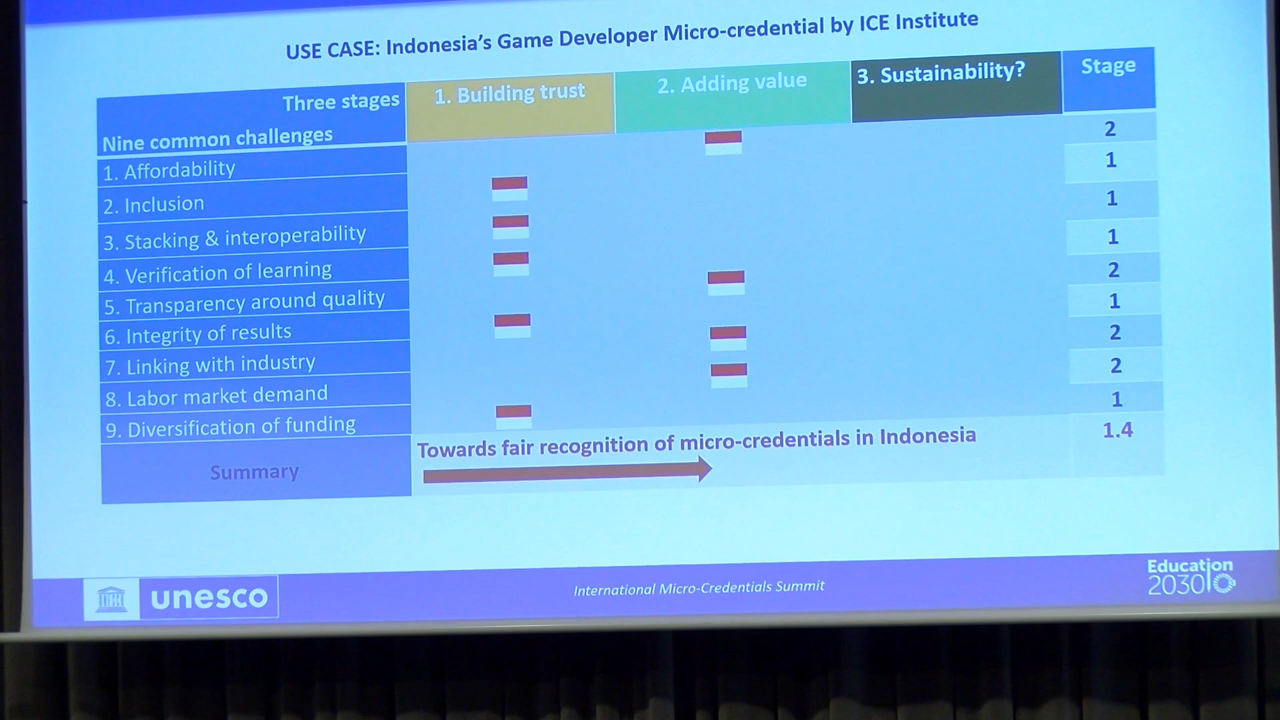 USE CASE: Indonesia's Game Developer Micro-credential by ICE Institute
Three stages
Nine common challenges
1. Building trust
2. Adding value
3. Sustainability?
Stage
1. Affordability
2
2. Inclusion
1
3. Stacking & interoperability
1
4. Verification of learning
1
5. Transparency around quality
2
6. Integrity of results
1
7. Linking with industry
2
8. Labor market demand
2
9. Diversification of funding
1
Summary
Towards fair recognition of micro-credentials in Indonesia
1.4
unesco
International Micro-Credentials Summit
Education
2030